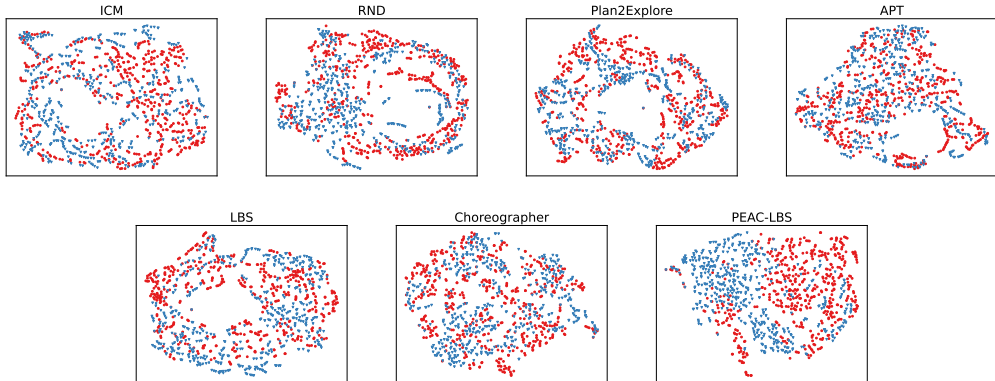 ICM
RND
Plan2Explore
APT
LBS
Choreographer
PEAC-LBS